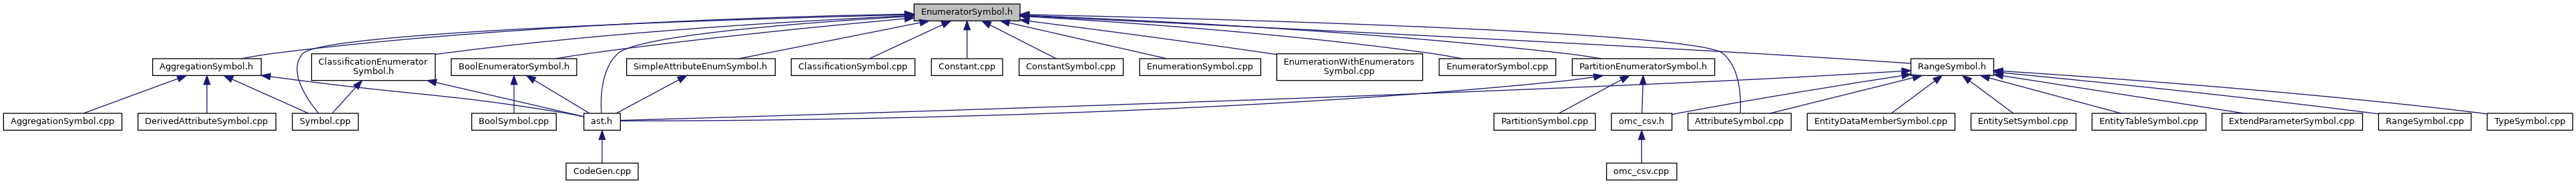 EnumeratorSymbol.h
AggregationSymbol.h
ClassificationEnumerator
Symbol.h
BoolEnumeratorSymbol.h
SimpleAttributeEnumSymbol.h
ClassificationSymbol.cpp
Constant.cpp
ConstantSymbol.cpp
EnumerationSymbol.cpp
EnumerationWithEnumerators
Symbol.cpp
EnumeratorSymbol.cpp
PartitionEnumeratorSymbol.h
RangeSymbol.h
AggregationSymbol.cpp
DerivedAttributeSymbol.cpp
Symbol.cpp
BoolSymbol.cpp
ast.h
PartitionSymbol.cpp
omc_csv.h
AttributeSymbol.cpp
EntityDataMemberSymbol.cpp
EntitySetSymbol.cpp
EntityTableSymbol.cpp
ExtendParameterSymbol.cpp
RangeSymbol.cpp
TypeSymbol.cpp
CodeGen.cpp
omc_csv.cpp